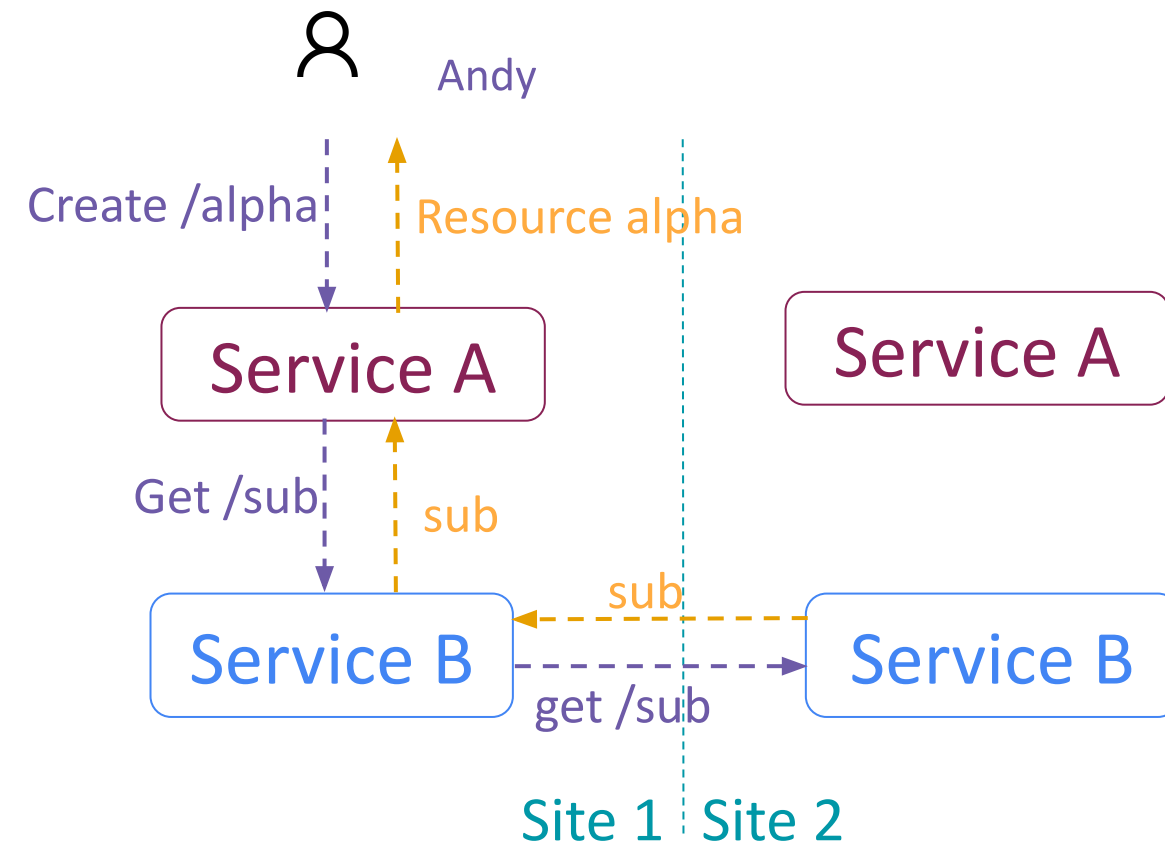 Andy
Create /alpha
Resource alpha
Service A
Service A
Get /sub
sub
sub
Service B
Service B
get /sub
Site 1
Site 2